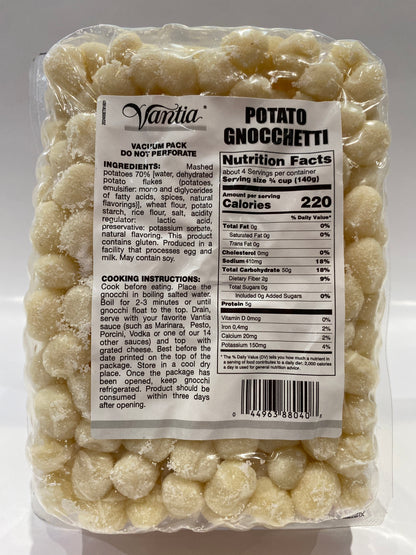 Vantia®
VACUUM PACK
DO NOT PERFORATE
INGREDIENTS: Mashed
potatoes 70% [water, dehydrated
potato flakes (potatoes,
emulsifier: moro and diglycerides
of fatty acids, spices, natural
flavorings)], wheat flour, potato
starch, rice flour, salt, acidity
regulator: lactic acid,
preservative: potassium sorbate,
natural flavoring. This product
contains gluten. Produced in a
facility that processes egg and
milk. May contain soy.
COOKING INSTRUCTIONS:
Cook before eating. Place the
gnocchi in boiling salted water.
Boil for 2-3 minutes or until
gnocchi float to the top. Drain,
serve with your favorite Vantia
sauce (such as Marinara, Pesto,
Porcini, Vodka or one of our 14
other sauces) and top with
grated cheese. Best before the
date printed on the top of the
package. Store in a cool dry
place. Once the package has
been opened, keep gnocchi
refrigerated. Product should be
consumed within three days
after opening.
POTATO
GNOCCHETTI
Nutrition Facts
about 4 Servings per container
Serving size ¾ cup (140g)
Amount per serving
Calories 220
% Daily Value*
Total Fat 0g 0%
Saturated Fat 0g 0%
Trans Fat 0g
Cholesterol 0mg 0%
Sodium 410mg 18%
Total Carbohydrate 50g 18%
Dietary Fiber 2g 9%
Total Sugars 0g
Included 0g Added Sugars 0%
Protein 5g
Vitamin D 0mcg 0%
Iron 0,4mg 2%
Calcium 20mg 2%
Potassium 150mg 4%
* The % Daily Value (DV) tells you how much a nutrient in
a serving of food contributes to a daily diet; 2,000 calories
a day is used for general nutrition advice.
0 44963 88040